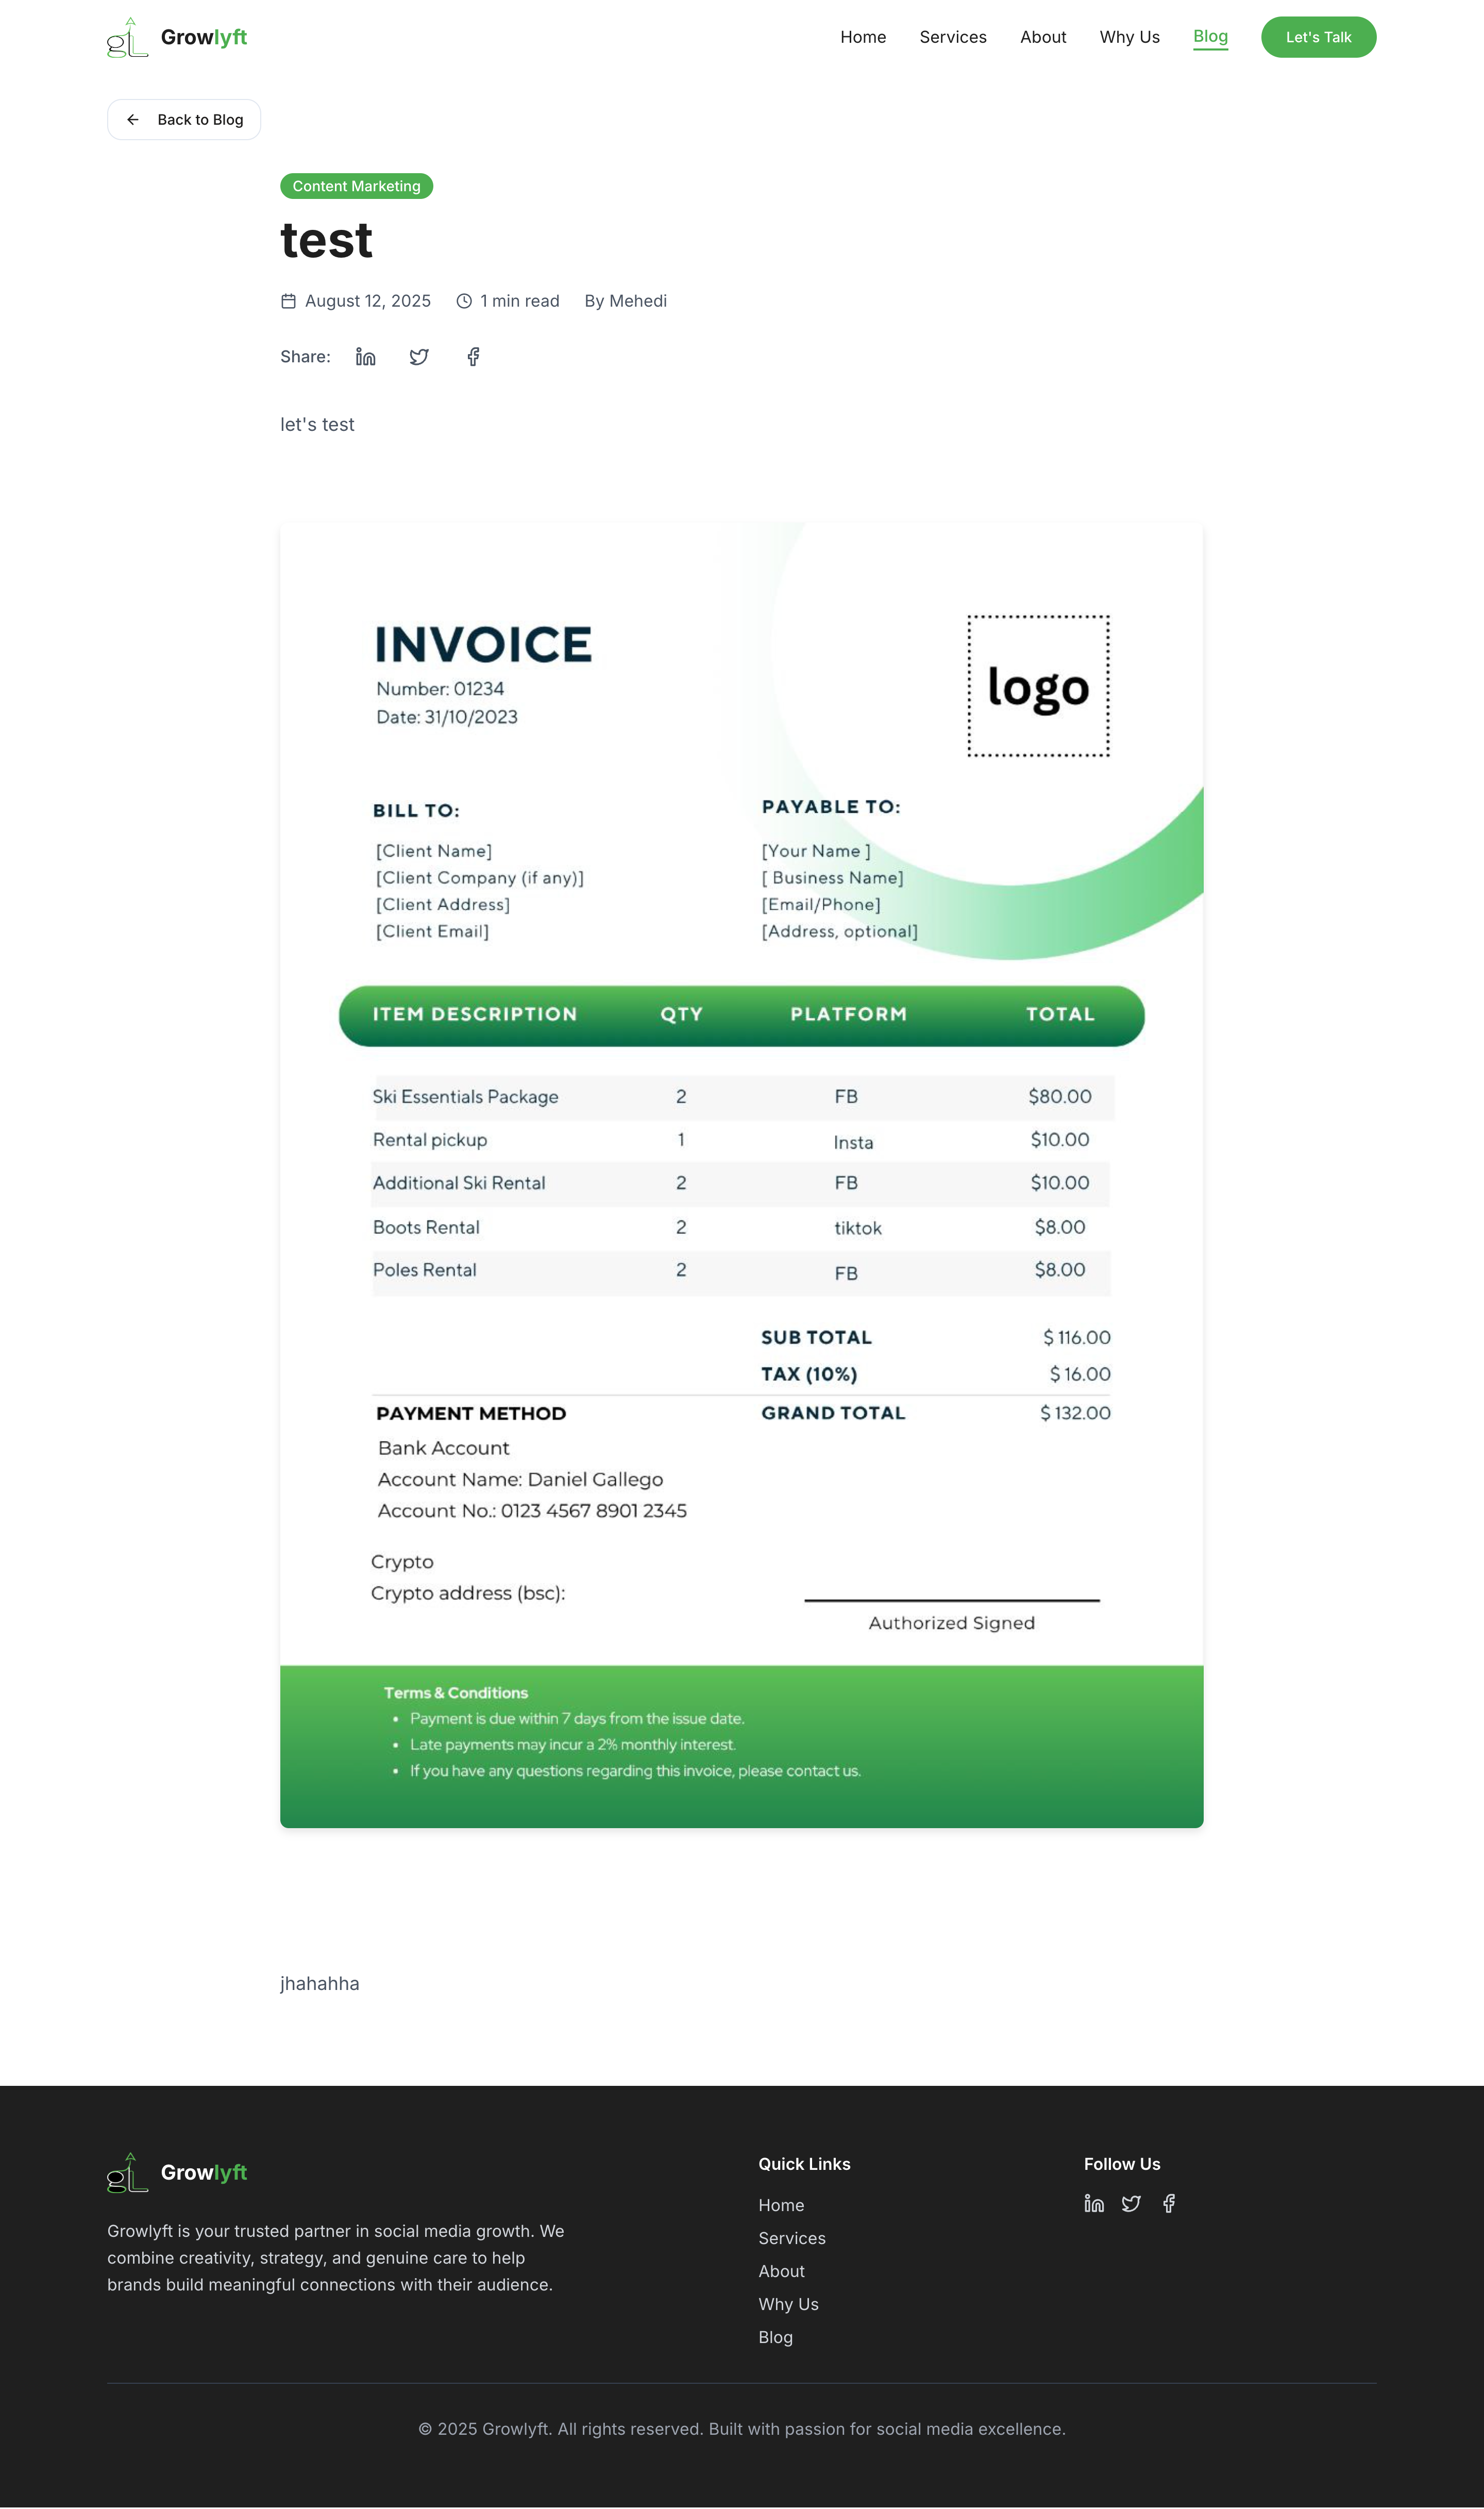 Growlyft
Home Services About Why Us Blog Let's Talk
Back to Blog
Content Marketing
test
August 12, 2025 1 min read By Mehedi
Share:
let's test
INVOICE
Number: 01234
Date: 31/10/2023
logo
BILL TO:
[Client Name]
[Client Company (if any)]
[Client Address]
[Client Email]
PAYABLE TO:
[Your Name ]
[ Business Name]
[Email/Phone]
[Address, optional]
ITEM DESCRIPTION QTY PLATFORM TOTAL
Ski Essentials Package 2 FB $80.00
Rental pickup 1 Insta $10.00
Additional Ski Rental 2 FB $10.00
Boots Rental 2 tiktok $8.00
Poles Rental 2 FB $8.00
SUB TOTAL $ 116.00
TAX (10%) $ 16.00
GRAND TOTAL $ 132.00
PAYMENT METHOD
Bank Account
Account Name: Daniel Gallego
Account No.: 0123 4567 8901 2345
Crypto
Crypto address (bsc):
Authorized Signed
Terms & Conditions
• Payment is due within 7 days from the issue date.
• Late payments may incur a 2% monthly interest.
• If you have any questions regarding this invoice, please contact us.
jhahahha
Growlyft
Growlyft is your trusted partner in social media growth. We
combine creativity, strategy, and genuine care to help
brands build meaningful connections with their audience.
Quick Links
Home
Services
About
Why Us
Blog
Follow Us
© 2025 Growlyft. All rights reserved. Built with passion for social media excellence.